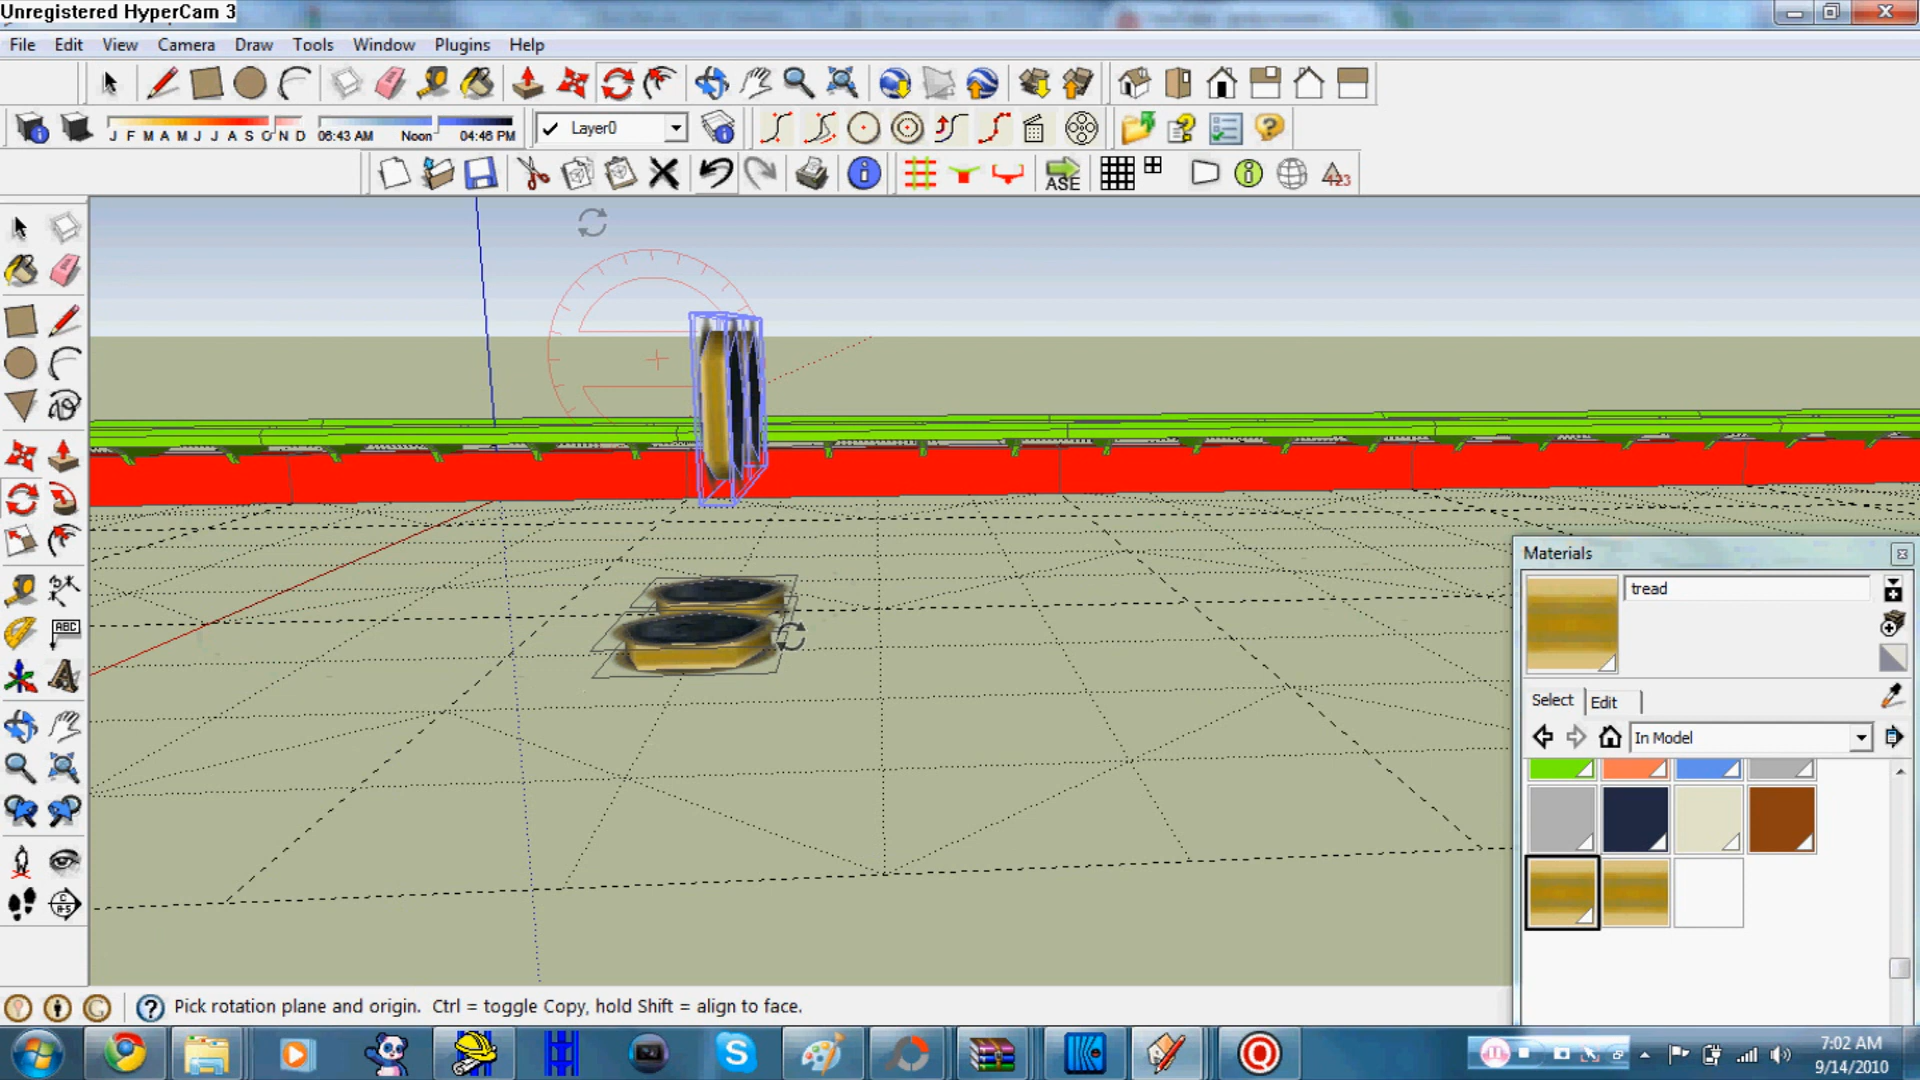 Unregistered HyperCam 3
File Edit View Camera Draw Tools Window Plugins Help
J F M A M J J A S O N D 06:43 AM Noon 04:46 PM Layer0
ASE 123
ABC
Materials
tread
Select Edit
In Model
Pick rotation plane and origin. Ctrl = toggle Copy, hold Shift = align to face.
7:02 AM
9/14/2010